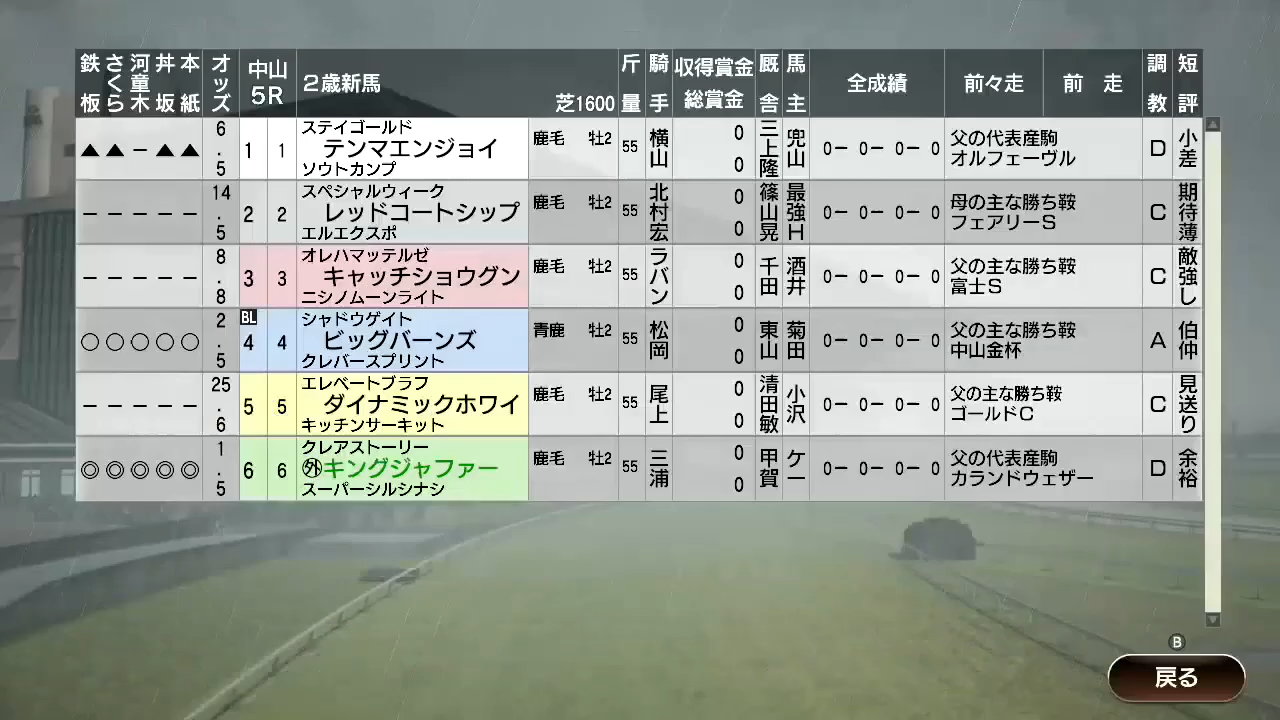 鉄板 さくら 河童木 丼坂 本紙 オッズ 中山5R 2歳新馬 芝1600 斤量 騎手 収得賞金 総賞金 厩舎 馬主 全成績 前々走 前走 調教 短評
▲ ▲ － ▲ ▲ 6.5 1 1 ステイゴールド
テンマエンジョイ
ソウトカンプ
鹿毛 牡2 55 横山 0 0 三上隆 兜山 0- 0- 0- 0 父の代表産駒
オルフェーヴル
D 小差
－ － － － － 14.5 2 2 スペシャルウィーク
レッドコートシップ
エルエクスポ
鹿毛 牡2 55 北村宏 0 0 篠山晃 最強H 0- 0- 0- 0 母の主な勝ち鞍
フェアリーS
C 期待薄
－ － － － － 8.8 3 3 オレハマッテルゼ
キャッチショウグン
ニシノムーンライト
鹿毛 牡2 55 ラバン 0 0 千田 酒井 0- 0- 0- 0 父の主な勝ち鞍
富士S
C 敵強し
○ ○ ○ ○ ○ 2.5 BL 4 4 シャドウゲイト
ビッグバーンズ
クレバースプリント
青鹿 牡2 55 松岡 0 0 東山 菊田 0- 0- 0- 0 父の主な勝ち鞍
中山金杯
A 伯仲
－ － － － － 25.6 5 5 エレベートブラフ
ダイナミックホワイ
キッチンサーキット
鹿毛 牡2 55 尾上 0 0 清田敏 小沢 0- 0- 0- 0 父の主な勝ち鞍
ゴールドC
C 見送り
◎ ◎ ◎ ◎ ◎ 1.5 6 6 クレアストーリー
外キングジャファー
スーパーシルシナシ
鹿毛 牡2 55 三浦 0 0 甲賀 ケー 0- 0- 0- 0 父の代表産駒
カランドウェザー
D 余裕
B
戻る